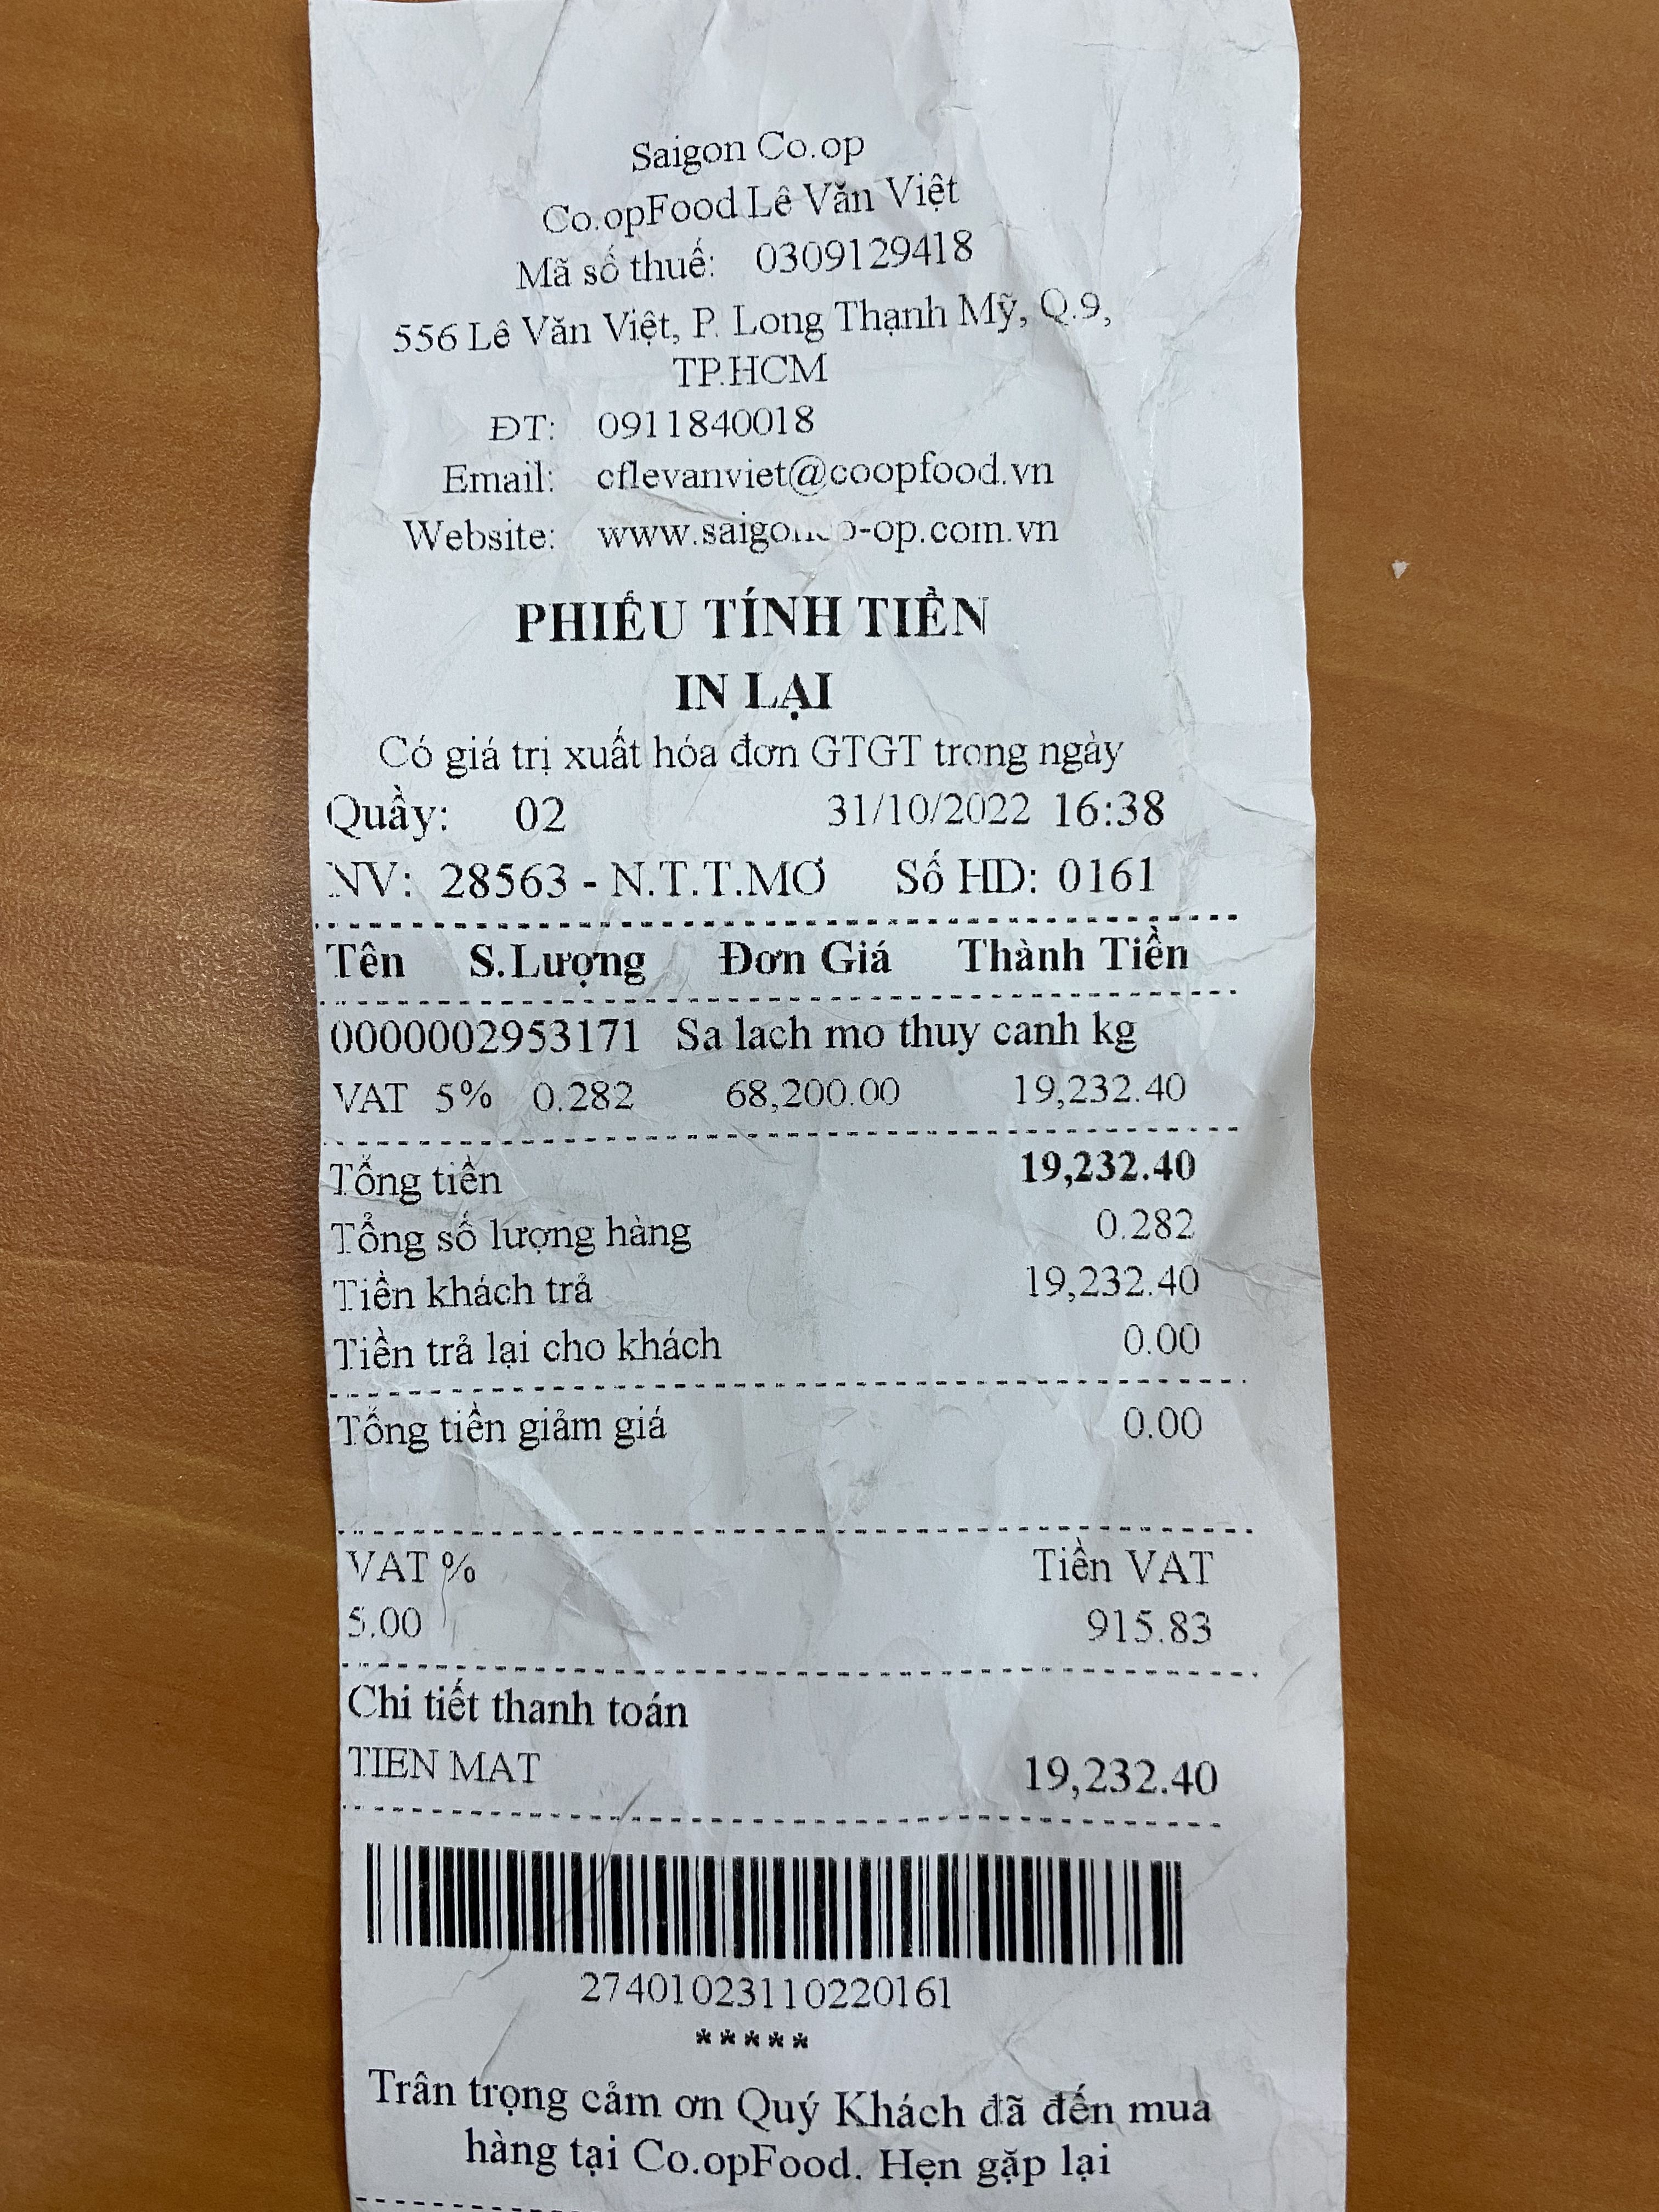 Saigon Co.op
Co.opFood Lê Văn Việt
Mã số thuế: 0309129418
556 Lê Văn Việt, P. Long Thạnh Mỹ, Q.9,
TP.HCM
ĐT: 0911840018
Email: cflevanviet@coopfood.vn
Website: www.saigonco-op.com.vn
PHIẾU TÍNH TIỀN
IN LẠI
Có giá trị xuất hóa đơn GTGT trong ngày
Quầy: 02 31/10/2022 16:38
NV: 28563 - N.T.T.MƠ Số HD: 0161
Tên S.Lượng Đơn Giá Thành Tiền
0000002953171 Sa lach mo thuy canh kg
VAT 5% 0.282 68,200.00 19,232.40
Tổng tiền 19,232.40
Tổng số lượng hàng 0.282
Tiền khách trả 19,232.40
Tiền trả lại cho khách 0.00
Tổng tiền giảm giá 0.00
VAT % Tiền VAT
5.00 915.83
Chi tiết thanh toán
TIEN MAT 19,232.40
27401023110220161
*****
Trân trọng cảm ơn Quý Khách đã đến mua
hàng tại Co.opFood. Hẹn gặp lại